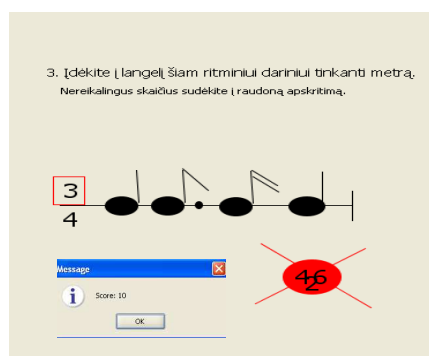 3. Įdėkite į langelį šiam ritminiui dariniui tinkanti metrą.
Nereikalingus skaičius sudėkite į raudoną apskritimą.
3
4
Message
Score: 10
OK
4 6
2